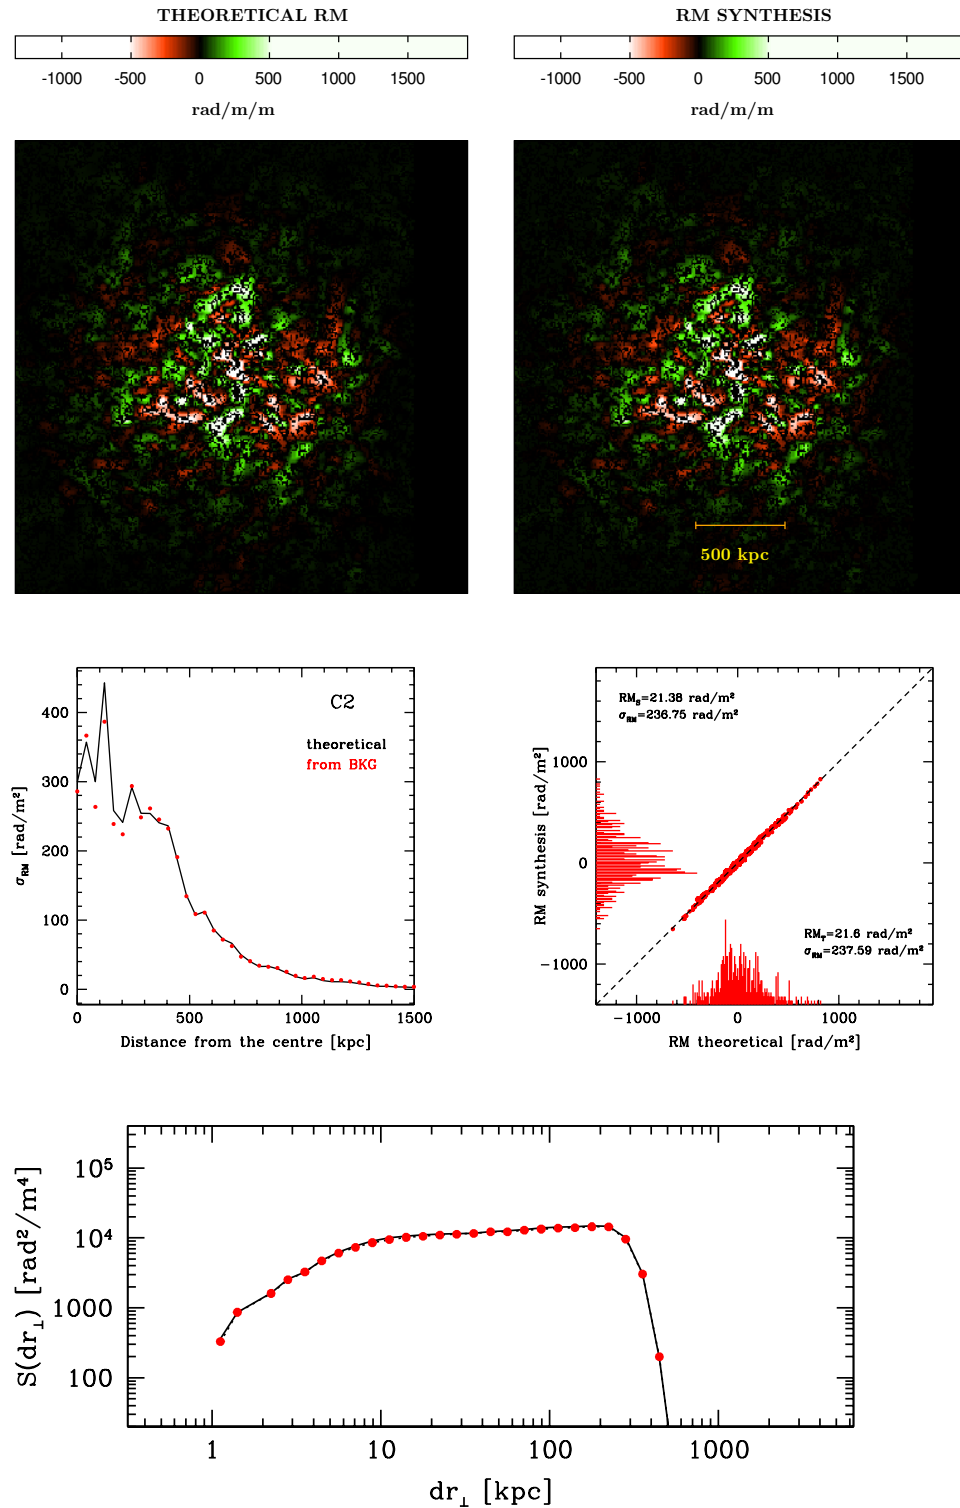 THEORETICAL RM
RM SYNTHESIS
-1000 -500 0 500 1000 1500
-1000 -500 0 500 1000 1500
rad/m/m
rad/m/m
500 kpc
C2
theoretical
from BKG
400
300
200
100
0
σRM [rad/m²]
0 500 1000 1500
Distance from the centre [kpc]
RMS=21.38 rad/m²
σRM=236.75 rad/m²
1000
0
−1000
RM synthesis [rad/m²]
RMT=21.6 rad/m²
σRM=237.59 rad/m²
−1000 0 1000
RM theoretical [rad/m²]
10⁵
10⁴
1000
100
S(dr⊥) [rad²/m⁴]
1 10 100 1000
dr⊥ [kpc]